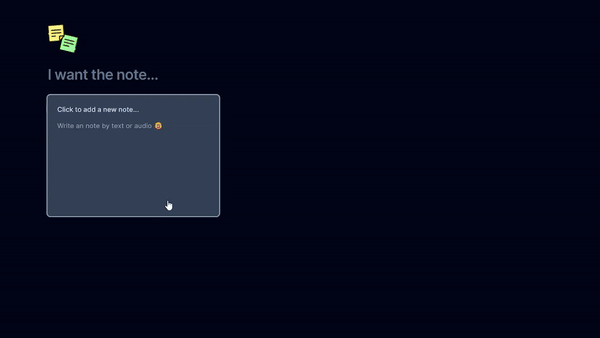 I want the note...
Click to add a new note...
Write an note by text or audio 😄